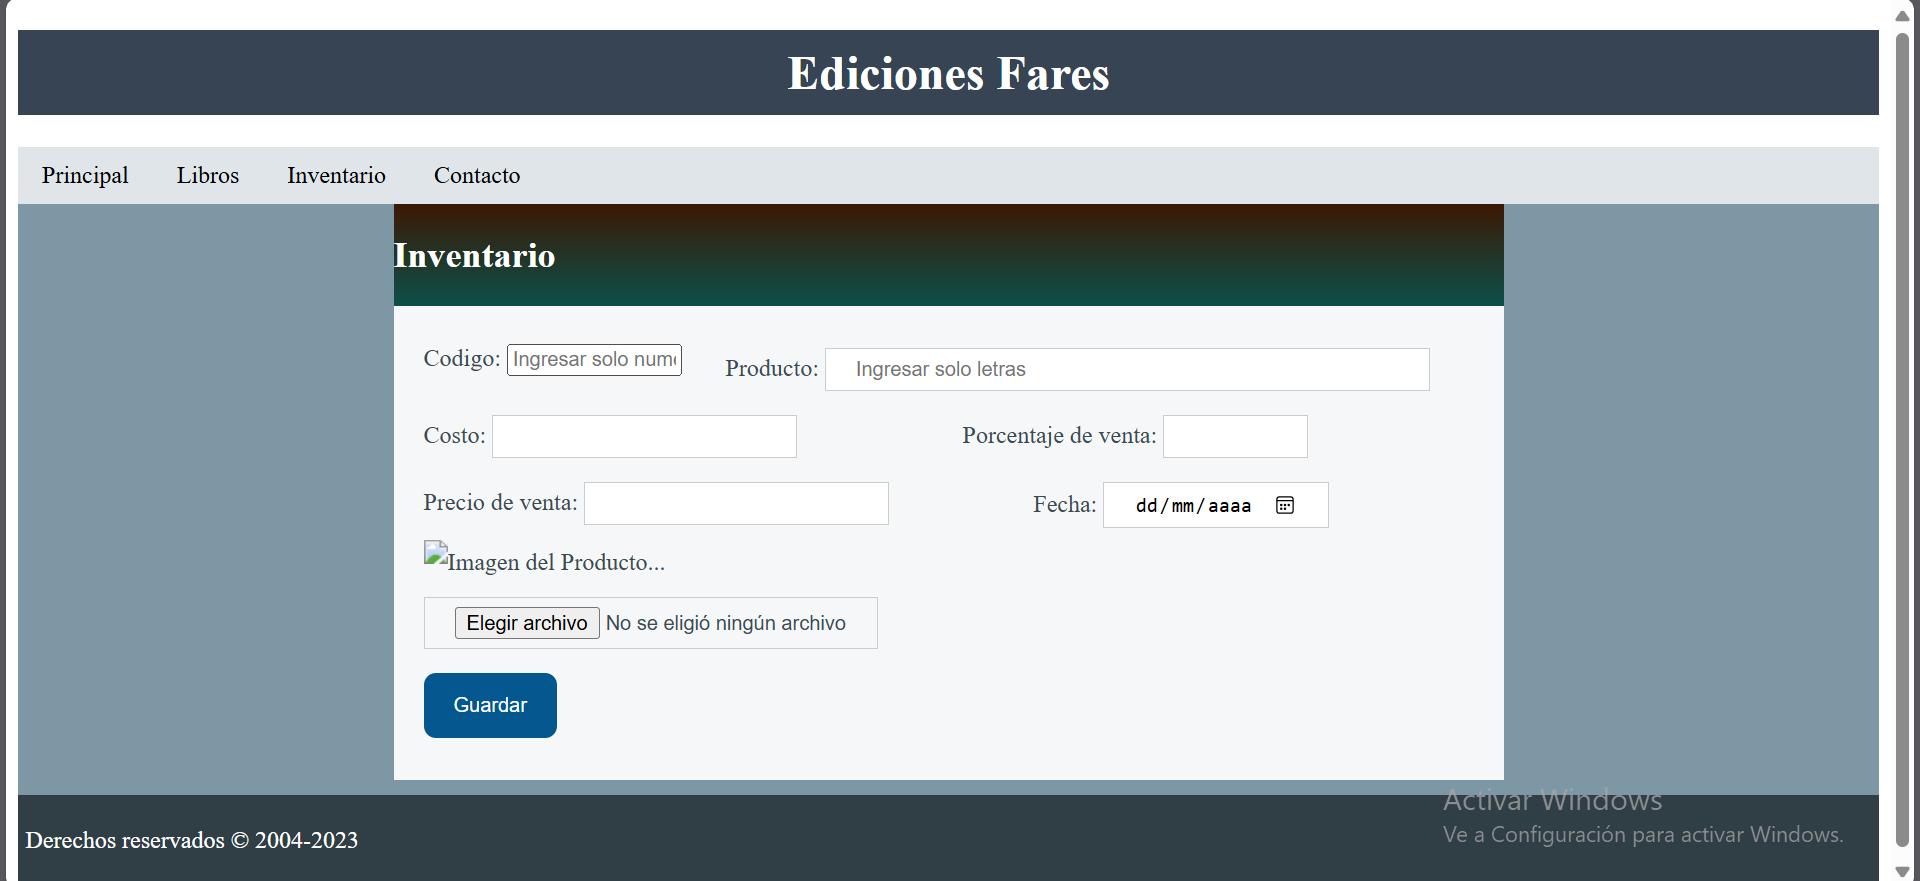 Ediciones Fares
Principal Libros Inventario Contacto
Inventario
Codigo: Ingresar solo num Producto: Ingresar solo letras
Costo: Porcentaje de venta:
Precio de venta: Fecha: dd/mm/aaaa
Imagen del Producto...
Elegir archivo No se eligió ningún archivo
Guardar
Activar Windows
Ve a Configuración para activar Windows.
Derechos reservados © 2004-2023